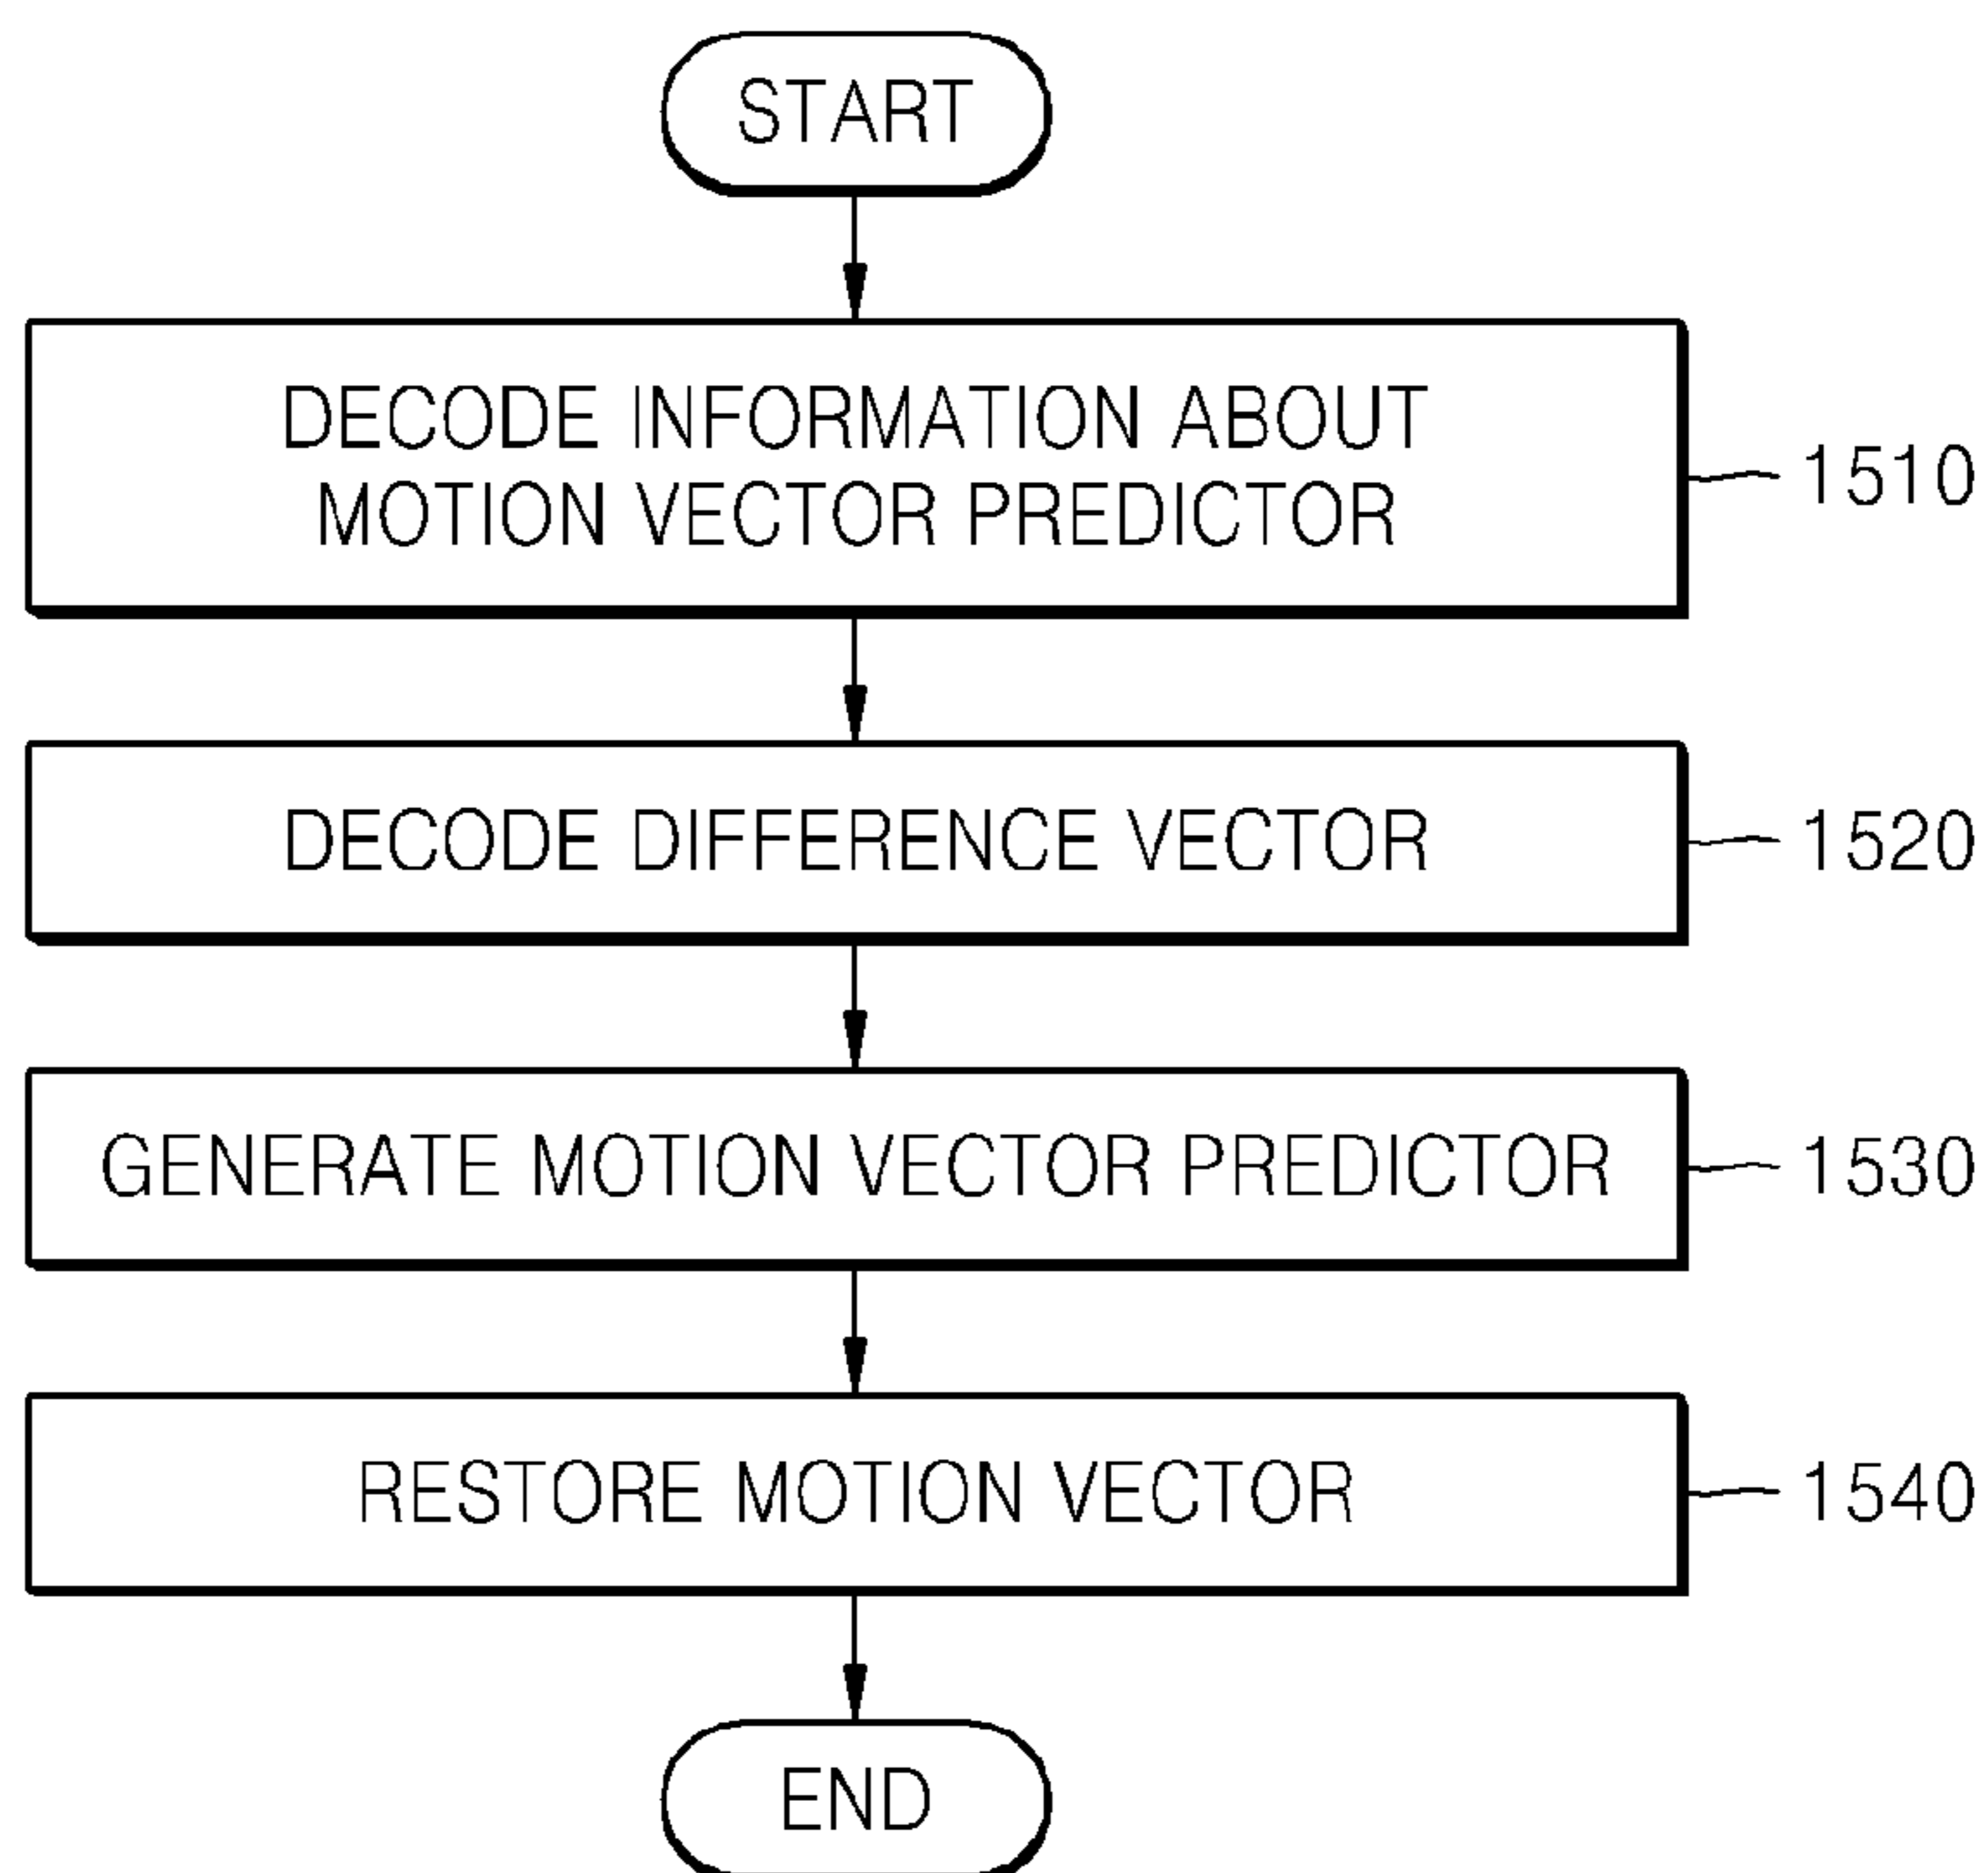 START
DECODE INFORMATION ABOUT
MOTION VECTOR PREDICTOR
1510
DECODE DIFFERENCE VECTOR
1520
GENERATE MOTION VECTOR PREDICTOR
1530
RESTORE MOTION VECTOR
1540
END